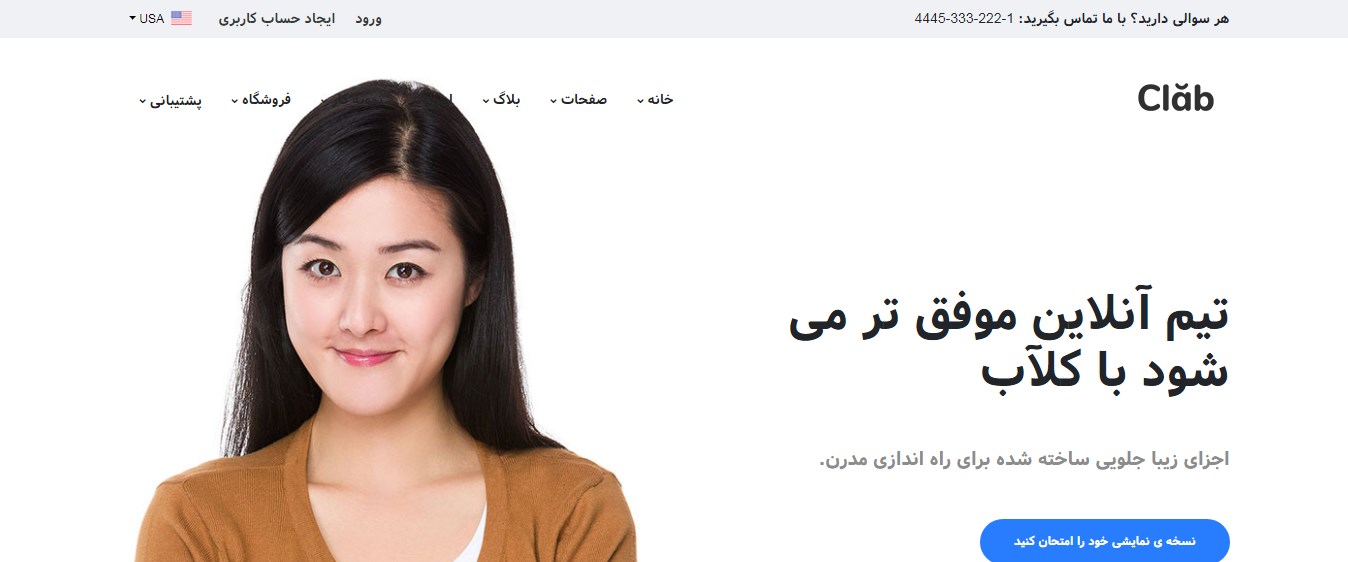 هر سوالی دارید؟ با ما تماس بگیرید: 1-222-333-4445
ورود
ایجاد حساب کاربری
USA
Clăb
خانه
صفحات
بلاگ
فروشگاه
پشتیبانی
تیم آنلاین موفق تر می
شود با کلآب
اجزای زیبا جلویی ساخته شده برای راه اندازی مدرن.
نسخه ی نمایشی خود را امتحان کنید